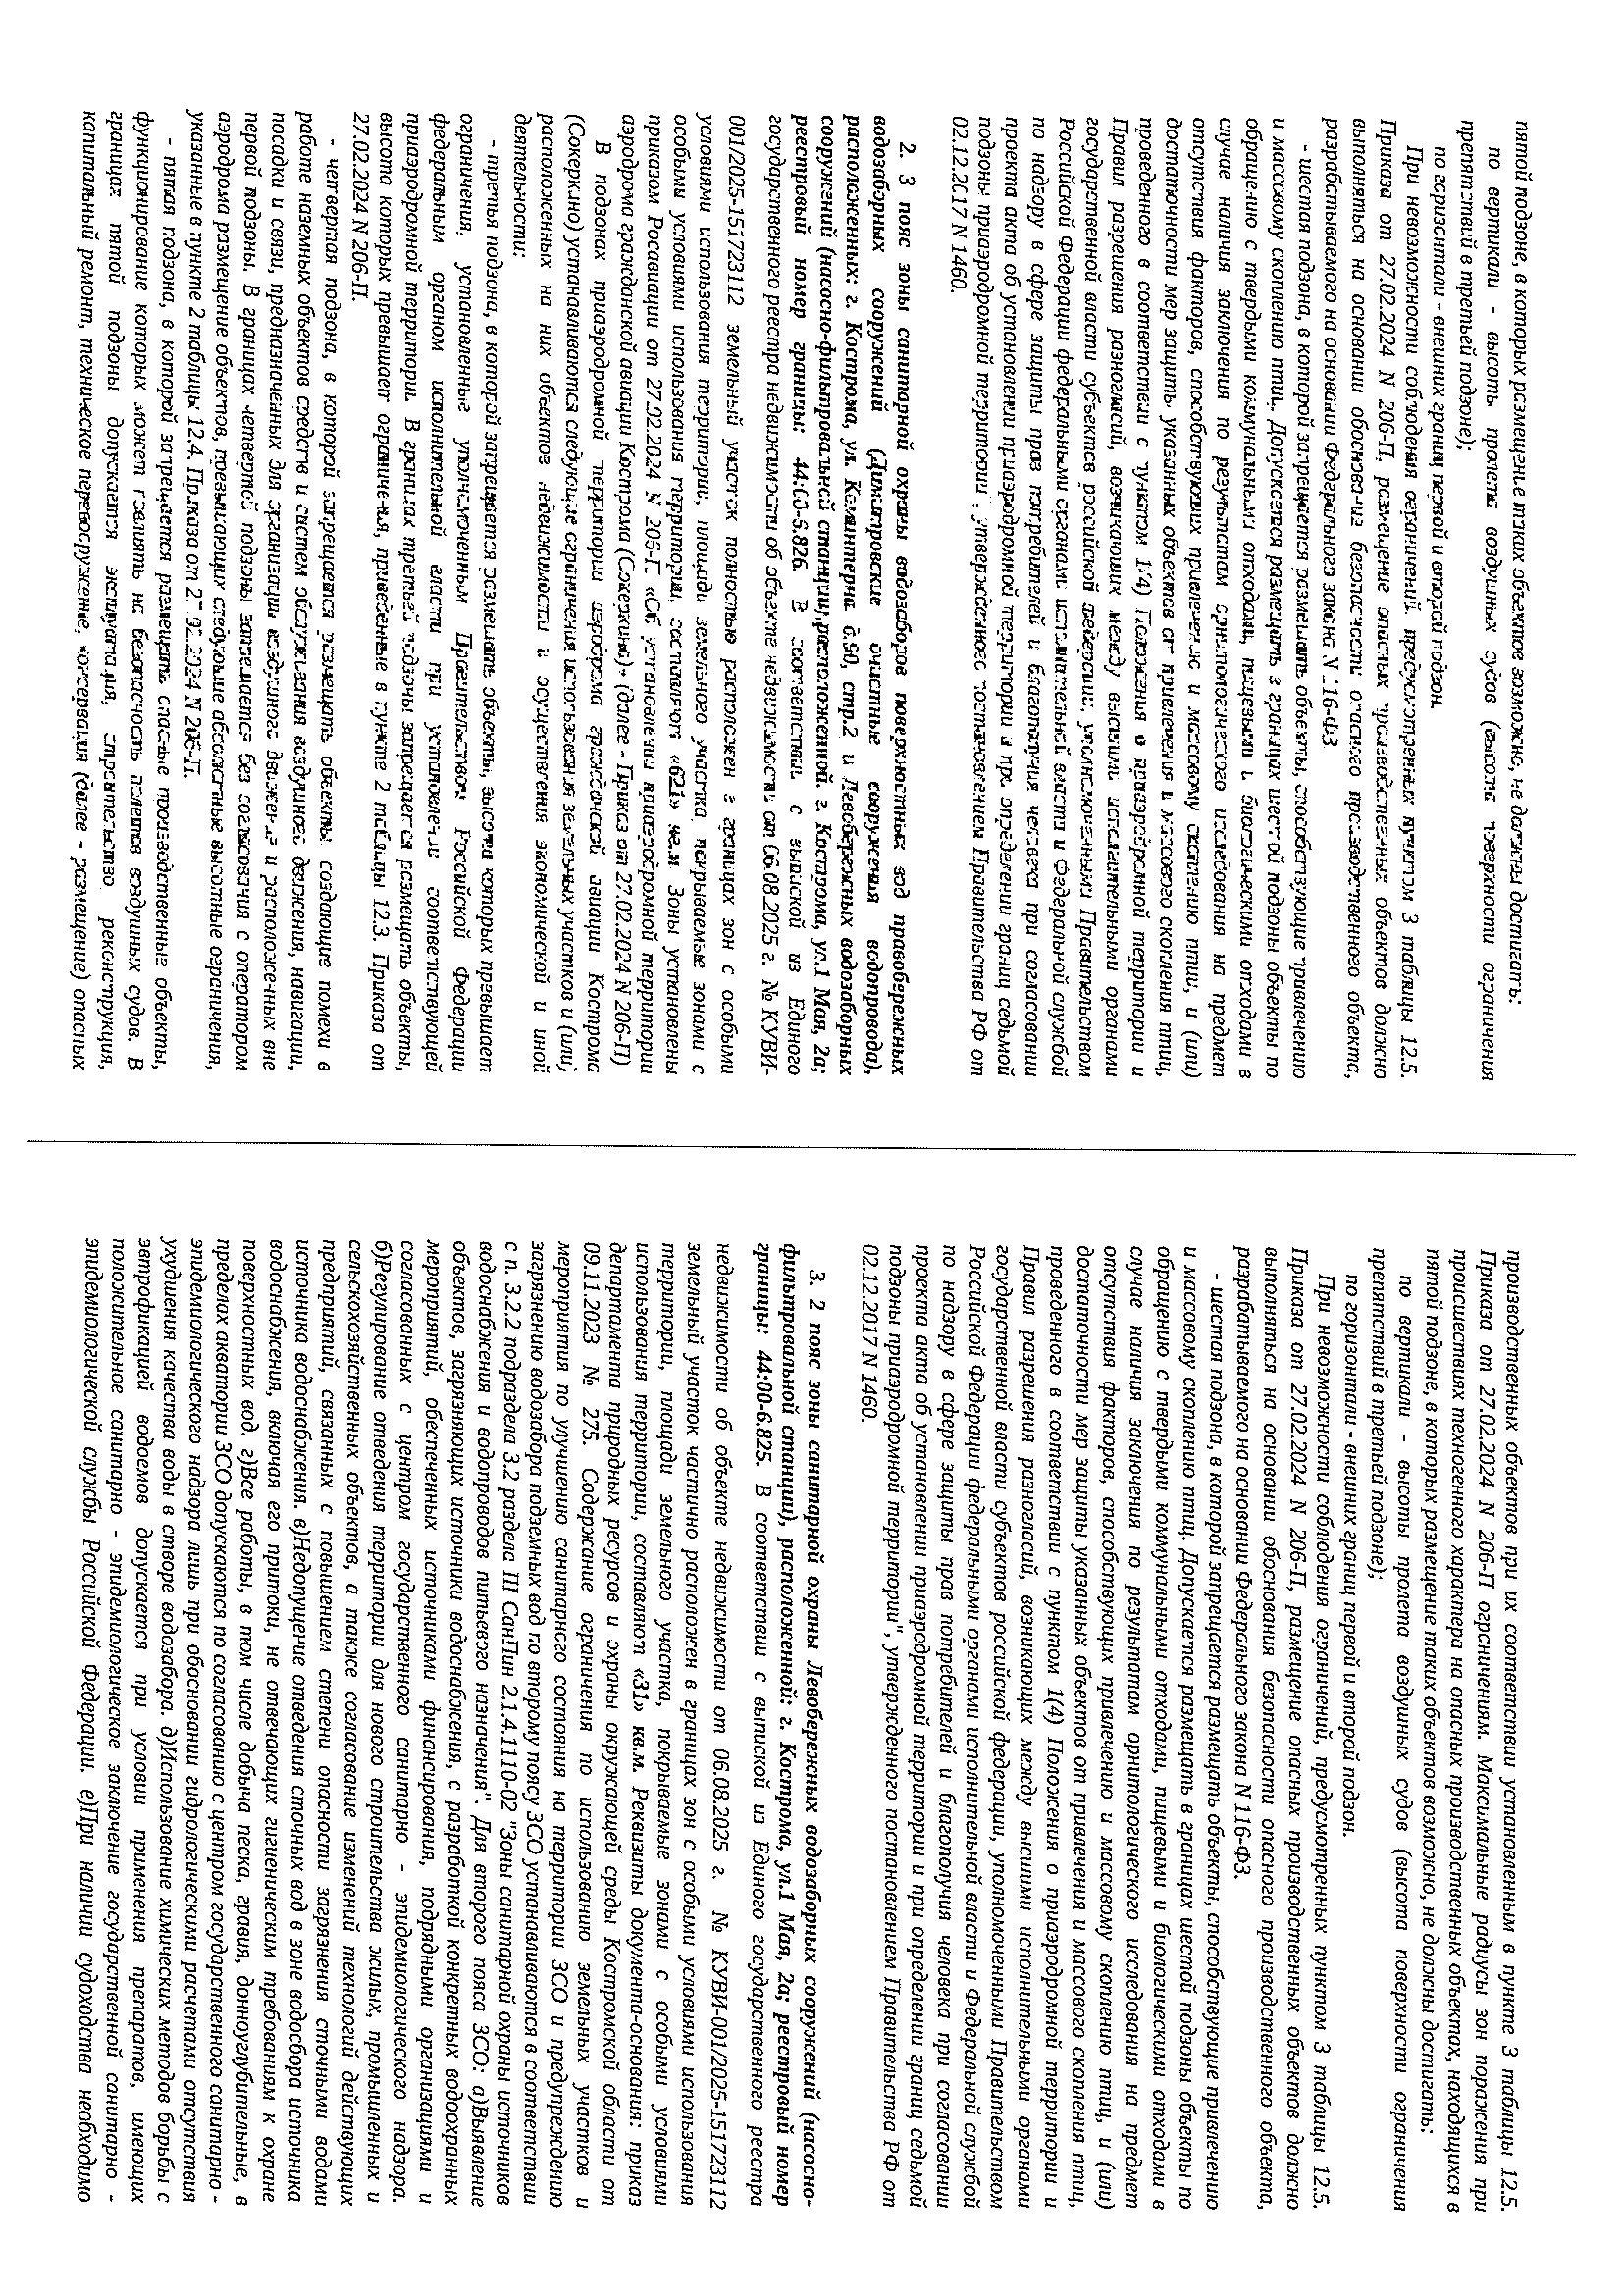 пятой подзоне, в которых размещение таких объектов возможно, не должны достигать:
по вертикали - высоты пролета воздушных судов (высота поверхности ограничения
препятствий в третьей подзоне);
по горизонтали - внешних границ первой и второй подзон.
При невозможности соблюдения ограничений, предусмотренных пунктом 3 таблицы 12.5.
Приказа от 27.02.2024 N 206-П, размещение опасных производственных объектов должно
выполняться на основании обоснования безопасности опасного производственного объекта,
разрабатываемого на основании Федерального закона N 116-ФЗ.
- шестая подзона, в которой запрещается размещать объекты, способствующие привлечению
и массовому скоплению птиц. Допускается размещать в границах шестой подзоны объекты по
обращению с твердыми коммунальными отходами, пищевыми и биологическими отходами в
случае наличия заключения по результатам орнитологического исследования на предмет
отсутствия факторов, способствующих привлечению и массовому скоплению птиц, и (или)
достаточности мер защиты указанных объектов от привлечения и массового скопления птиц,
проведенного в соответствии с пунктом 1(4) Положения о приаэродромной территории и
Правил разрешения разногласий, возникающих между высшими исполнительными органами
государственной власти субъектов российской федерации, уполномоченными Правительством
Российской Федерации федеральными органами исполнительной власти и Федеральной службой
по надзору в сфере защиты прав потребителей и благополучия человека при согласовании
проекта акта об установлении приаэродромной территории и при определении границ седьмой
подзоны приаэродромной территории", утвержденного постановлением Правительства РФ от
02.12.2017 N 1460.
2. 3 пояс зоны санитарной охраны водозаборов поверхностных вод правобережных
водозаборных сооружений (Димитровские очистные сооружения водопровода),
расположенных: г. Кострома, ул. Коминтерна д.90, стр.2 и Левобережных водозаборных
сооружений (насосно-фильтровальной станции), расположенной: г. Кострома, ул.1 Мая, 2а;
реестровый номер границы: 44:00-6.826. В соответствии с выпиской из Единого
государственного реестра недвижимости об объекте недвижимости от 06.08.2025 г. № КУВИ-
001/2025-151723112 земельный участок полностью расположен в границах зон с особыми
условиями использования территории, площадь земельного участка, покрываемые зонами с
особыми условиями использования территории, составляют «621» кв.м. Зоны установлены
приказом Росавиации от 27.02.2024 N 206-П «Об установлении приаэродромной территории
аэродрома гражданской авиации Кострома (Сокеркино)» (далее - Приказ от 27.02.2024 N 206-П)
В подзонах приаэродромной территории аэродрома гражданской авиации Кострома
(Сокеркино) устанавливаются следующие ограничения использования земельных участков и (или)
расположенных на них объектов недвижимости и осуществления экономической и иной
деятельности:
- третья подзона, в которой запрещается размещать объекты, высота которых превышает
ограничения, установленные уполномоченным Правительством Российской Федерации
федеральным органом исполнительной власти при установлении соответствующей
приаэродромной территории. В границах третьей подзоны запрещается размещать объекты,
высота которых превышает ограничения, приведенные в пункте 2 таблицы 12.3. Приказа от
27.02.2024 N 206-П.
- четвертая подзона, в которой запрещается размещать объекты, создающие помехи в
работе наземных объектов средств и систем обслуживания воздушного движения, навигации,
посадки и связи, предназначенных для организации воздушного движения и расположенных вне
первой подзоны. В границах четвертой подзоны запрещается без согласования с оператором
аэродрома размещение объектов, превышающих следующие абсолютные высотные ограничения,
указанные в пункте 2 таблицы 12.4. Приказа от 27.02.2024 N 206-П.
- пятая подзона, в которой запрещается размещать опасные производственные объекты,
функционирование которых может повлиять на безопасность полетов воздушных судов. В
границах пятой подзоны допускается эксплуатация, строительство, реконструкция,
капитальный ремонт, техническое перевооружение, консервация (далее - размещение) опасных
производственных объектов при их соответствии установленным в пункте 3 таблицы 12.5.
Приказа от 27.02.2024 N 206-П ограничениям. Максимальные радиусы зон поражения при
происшествиях техногенного характера на опасных производственных объектах, находящихся в
пятой подзоне, в которых размещение таких объектов возможно, не должны достигать:
по вертикали - высоты пролета воздушных судов (высота поверхности ограничения
препятствий в третьей подзоне);
по горизонтали - внешних границ первой и второй подзон.
При невозможности соблюдения ограничений, предусмотренных пунктом 3 таблицы 12.5.
Приказа от 27.02.2024 N 206-П, размещение опасных производственных объектов должно
выполняться на основании обоснования безопасности опасного производственного объекта,
разрабатываемого на основании Федерального закона N 116-ФЗ.
- шестая подзона, в которой запрещается размещать объекты, способствующие привлечению
и массовому скоплению птиц. Допускается размещать в границах шестой подзоны объекты по
обращению с твердыми коммунальными отходами, пищевыми и биологическими отходами в
случае наличия заключения по результатам орнитологического исследования на предмет
отсутствия факторов, способствующих привлечению и массовому скоплению птиц, и (или)
достаточности мер защиты указанных объектов от привлечения и массового скопления птиц,
проведенного в соответствии с пунктом 1(4) Положения о приаэродромной территории и
Правил разрешения разногласий, возникающих между высшими исполнительными органами
государственной власти субъектов российской федерации, уполномоченными Правительством
Российской Федерации федеральными органами исполнительной власти и Федеральной службой
по надзору в сфере защиты прав потребителей и благополучия человека при согласовании
проекта акта об установлении приаэродромной территории и при определении границ седьмой
подзоны приаэродромной территории", утвержденного постановлением Правительства РФ от
02.12.2017 N 1460.
3. 2 пояс зоны санитарной охраны Левобережных водозаборных сооружений (насосно-
фильтровальной станции), расположенной: г. Кострома, ул.1 Мая, 2а; реестровый номер
границы: 44:00-6.825. В соответствии с выпиской из Единого государственного реестра
недвижимости об объекте недвижимости от 06.08.2025 г. № КУВИ-001/2025-151723112
земельный участок частично расположен в границах зон с особыми условиями использования
территории, площадь земельного участка, покрываемые зонами с особыми условиями
использования территории, составляют «31» кв.м. Реквизиты документа-основания: приказ
департамента природных ресурсов и охраны окружающей среды Костромской области от
09.11.2023 № 275. Содержание ограничения по использованию земельных участков и
мероприятия по улучшению санитарного состояния на территории ЗСО и предупреждению
загрязнению водозабора подземных вод по второму поясу ЗСО устанавливаются в соответствии
с п. 3.2.2 подраздела 3.2 раздела III СанПин 2.1.4.1110-02 "Зоны санитарной охраны источников
водоснабжения и водопроводов питьевого назначения". Для второго пояса ЗСО: а)Выявление
объектов, загрязняющих источники водоснабжения, с разработкой конкретных водоохранных
мероприятий, обеспеченных источниками финансирования, подрядными организациями и
согласованных с центром государственного санитарно - эпидемиологического надзора.
б)Регулирование отведения территории для нового строительства жилых, промышленных и
сельскохозяйственных объектов, а также согласование изменений технологий действующих
предприятий, связанных с повышением степени опасности загрязнения сточными водами
источника водоснабжения. в)Недопущение отведения сточных вод в зоне водосбора источника
водоснабжения, включая его притоки, не отвечающих гигиеническим требованиям к охране
поверхностных вод. г)Все работы, в том числе добыча песка, гравия, донноуглубительные, в
пределах акватории ЗСО допускаются по согласованию с центром государственного санитарно -
эпидемиологического надзора лишь при обосновании гидрологическими расчетами отсутствия
ухудшения качества воды в створе водозабора. д)Использование химических методов борьбы с
эвтрофикацией водоемов допускается при условии применения препаратов, имеющих
положительное санитарно - эпидемиологическое заключение государственной санитарно -
эпидемиологической службы Российской Федерации. е)При наличии судоходства необходимо